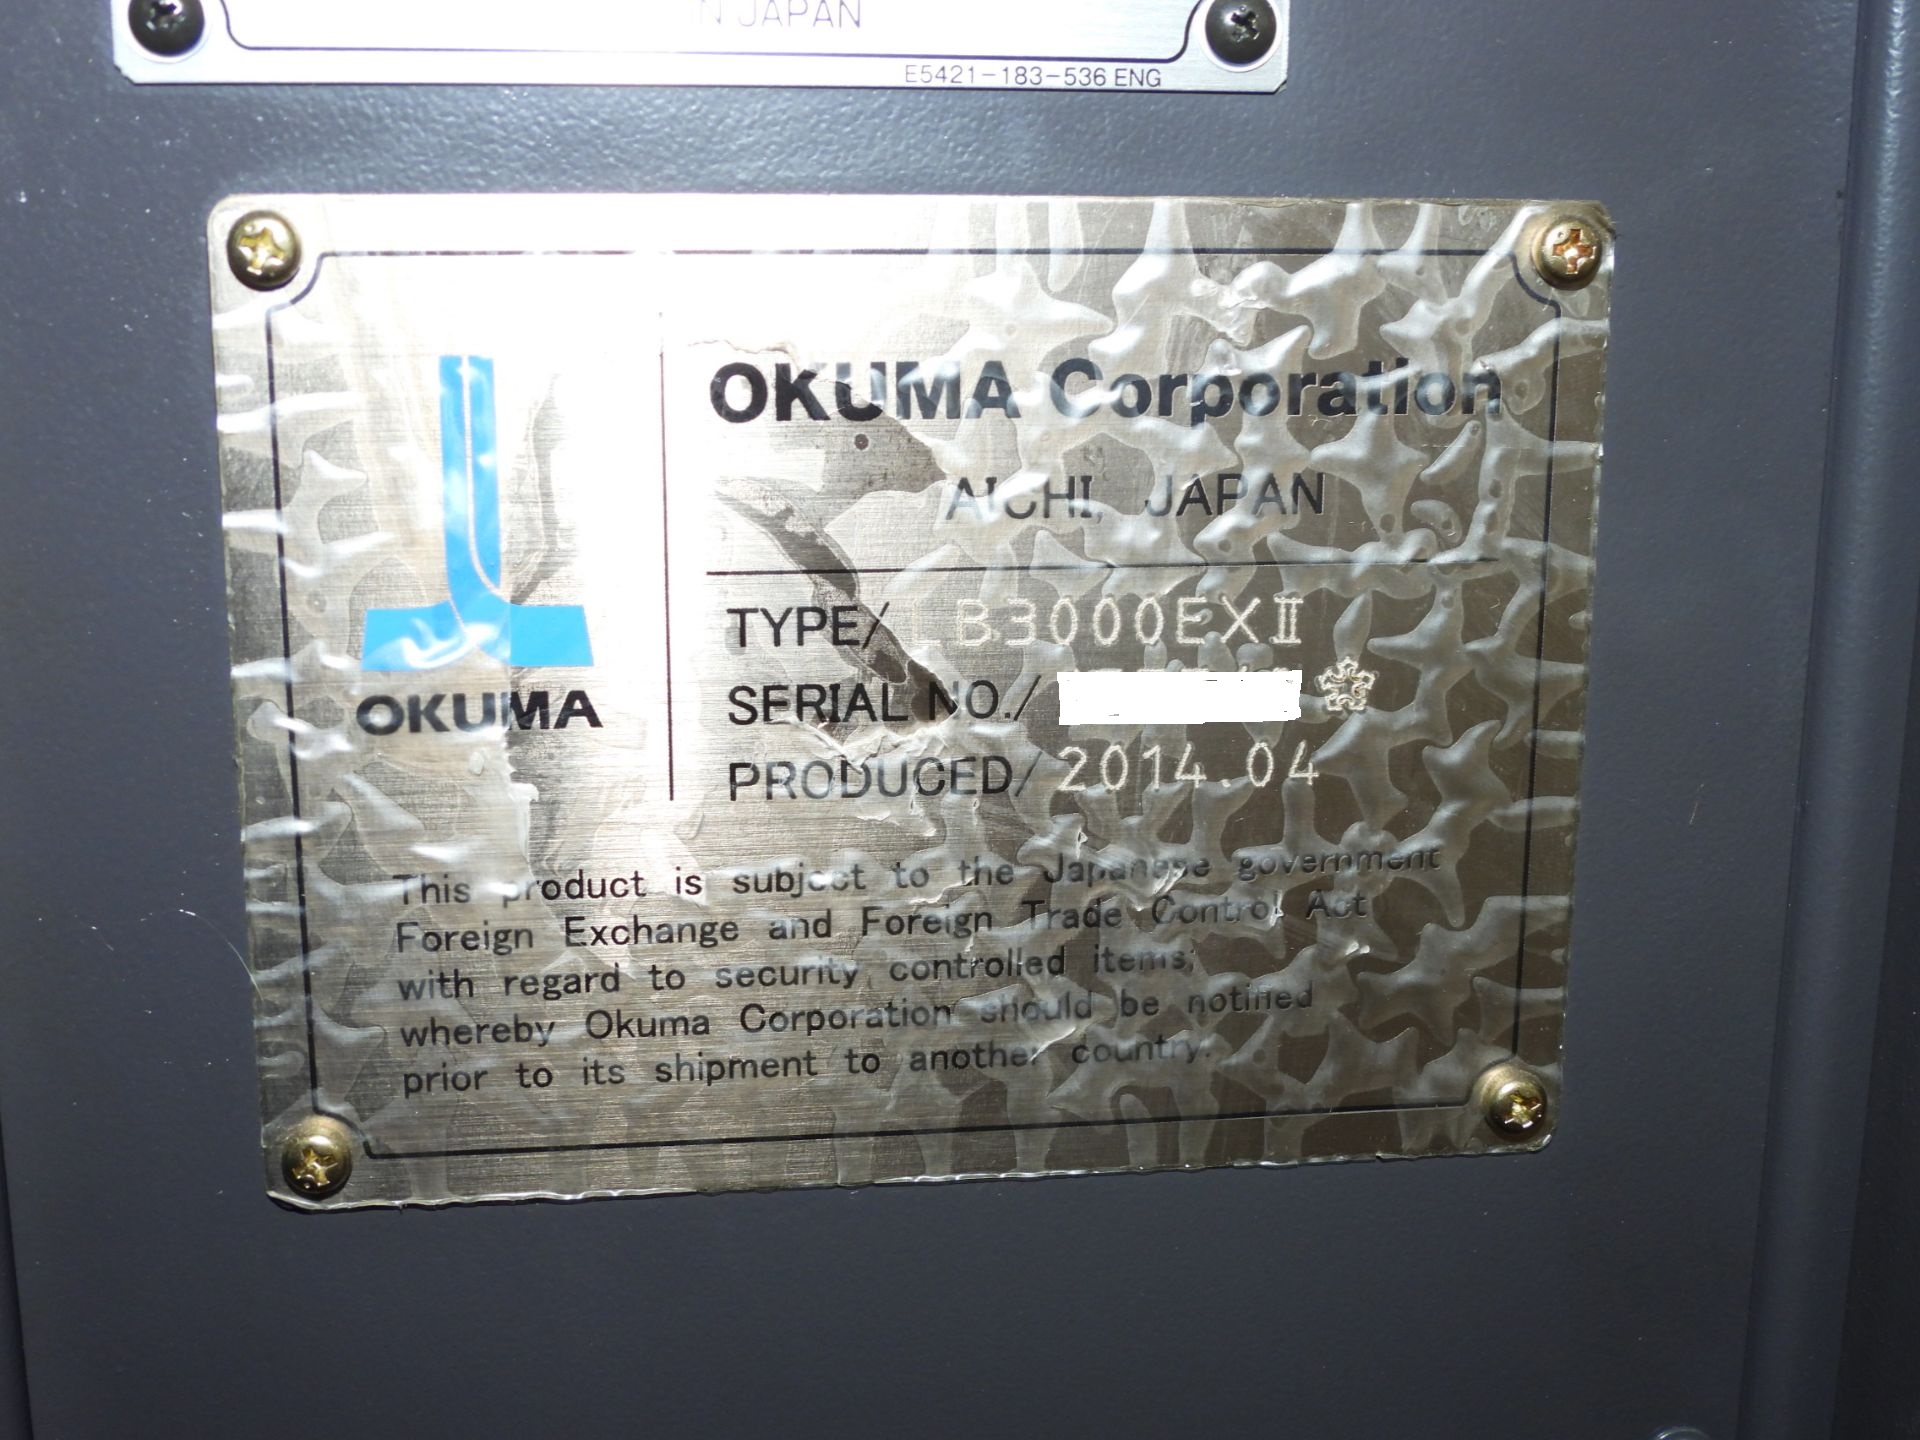 IN JAPAN
E5421-183-536 ENG
OKUMA Corporation
AICHI, JAPAN
TYPE/ LB3000EXⅡ
SERIAL NO./
PRODUCED/ 2014.04
OKUMA
This product is subject to the Japanese government
Foreign Exchange and Foreign Trade Control Act
with regard to security controlled items;
whereby Okuma Corporation should be notified
prior to its shipment to another country.